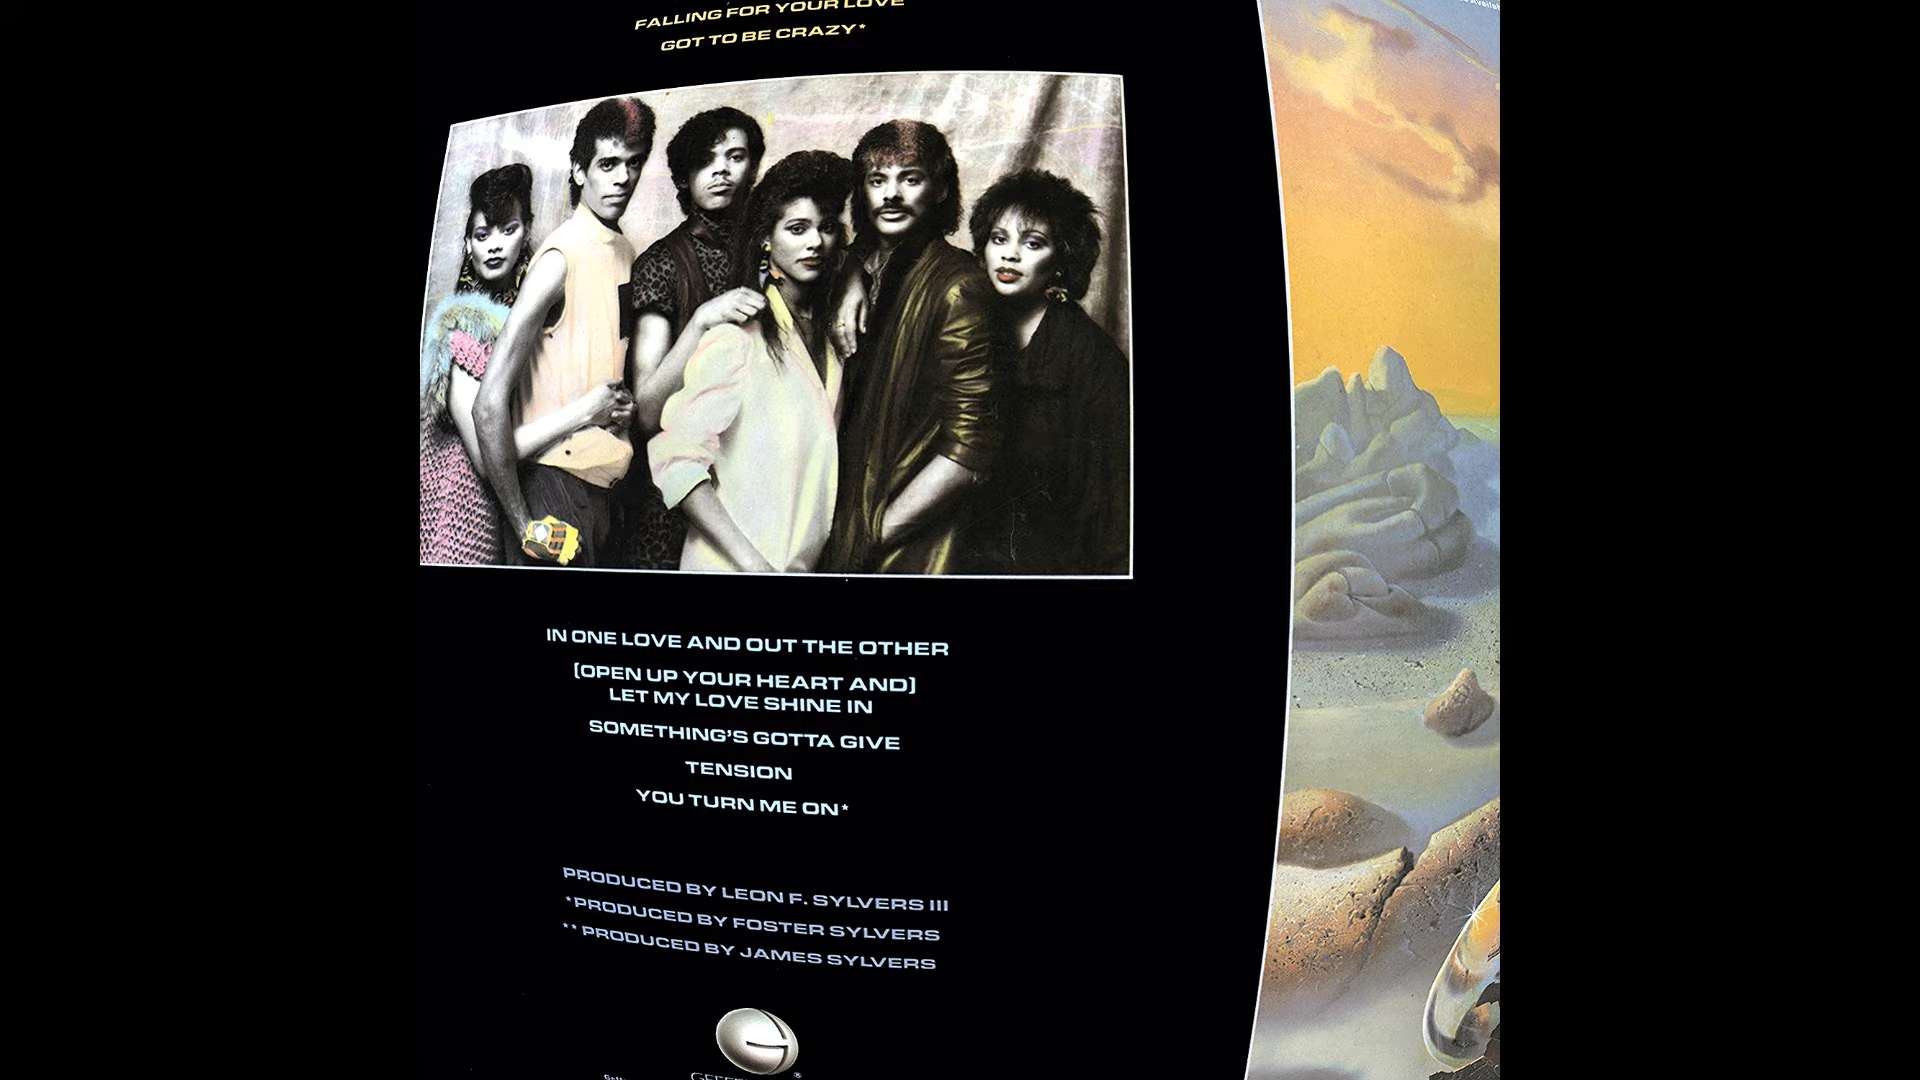 FALLING FOR YOUR LOVE
GOT TO BE CRAZY*
IN ONE LOVE AND OUT THE OTHER
(OPEN UP YOUR HEART AND)
LET MY LOVE SHINE IN
SOMETHING'S GOTTA GIVE
TENSION
YOU TURN ME ON*
PRODUCED BY LEON F. SYLVERS III
*PRODUCED BY FOSTER SYLVERS
**PRODUCED BY JAMES SYLVERS